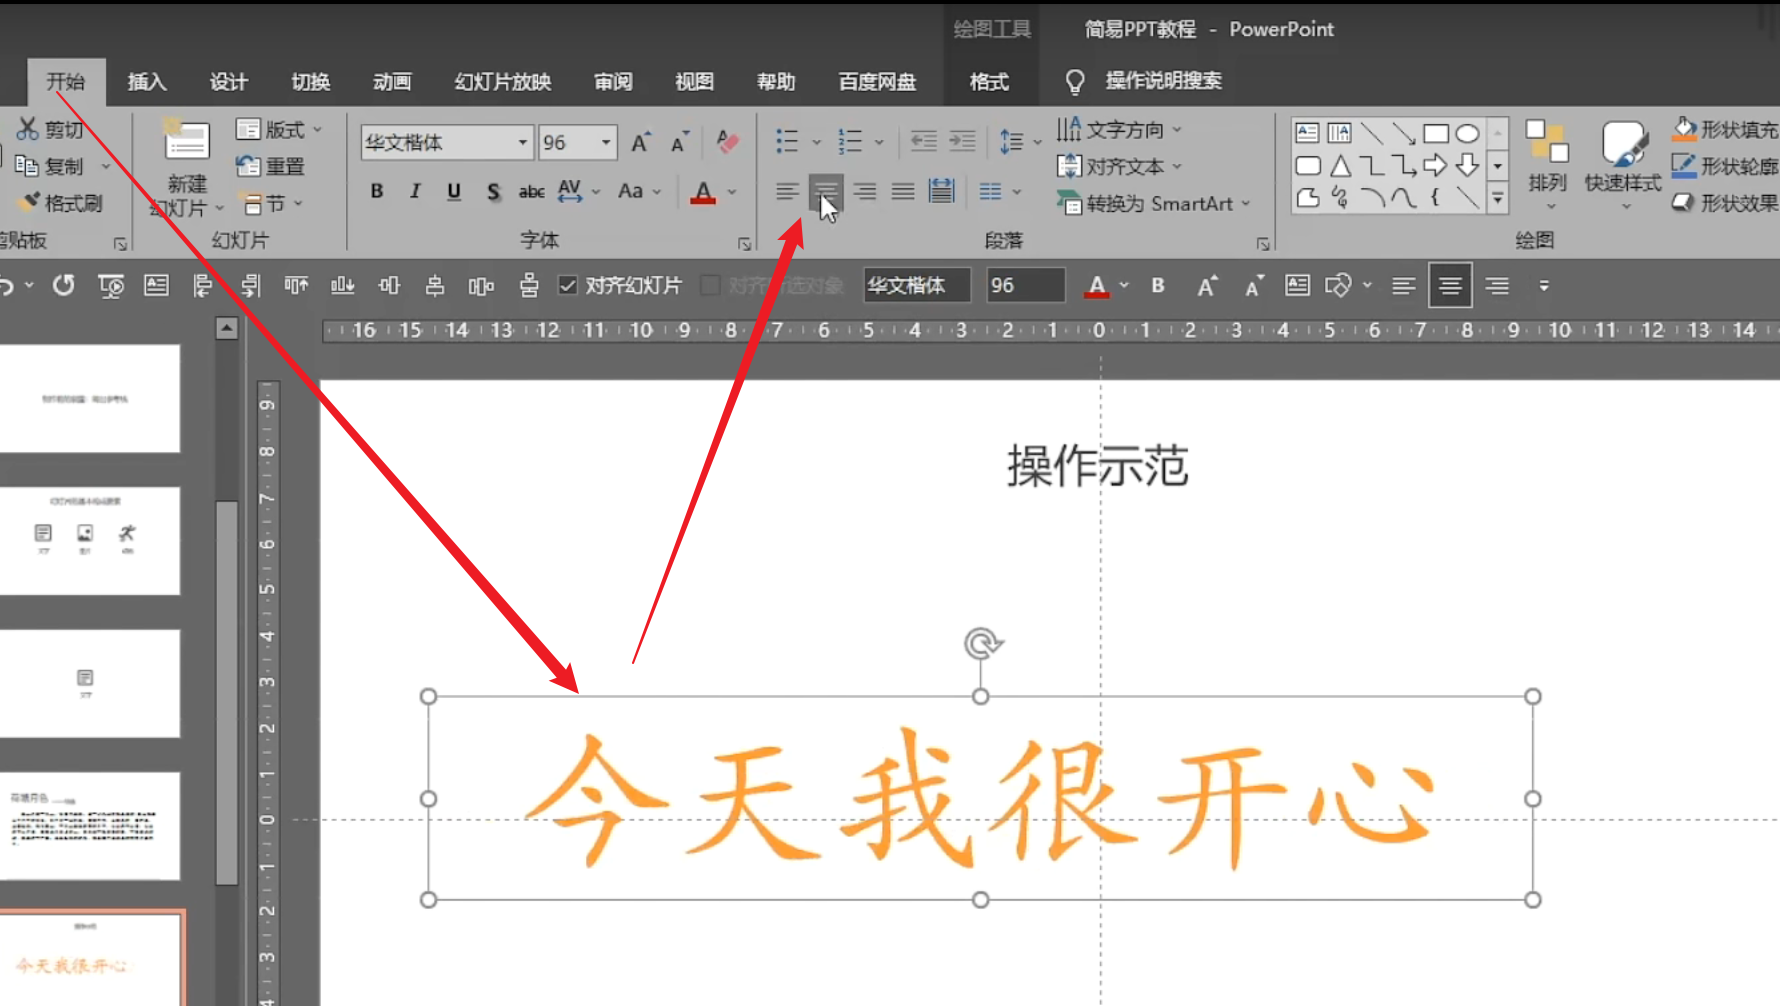 绘图工具
简易PPT教程 - PowerPoint
开始 插入 设计 切换 动画 幻灯片放映 审阅 视图 帮助 百度网盘 格式 操作说明搜索
剪切
复制
格式刷
剪贴板
新建
幻灯片
版式
重置
节
幻灯片
华文楷体 96
B I U S abc AV Aa A
字体
文字方向
对齐文本
转换为 SmartArt
段落
排列
快速样式
形状填充
形状轮廓
形状效果
绘图
对齐幻灯片 对齐所选对象 华文楷体 96 A B A A
16 15 14 13 12 11 10 9 8 7 6 5 4 3 2 1 0 1 2 3 4 5 6 7 8 9 10 11 12 13 14
9
8
7
6
5
4
3
2
1
0
1
2
3
4
操作示范
今天我很开心
荷塘月色
今天我很开心